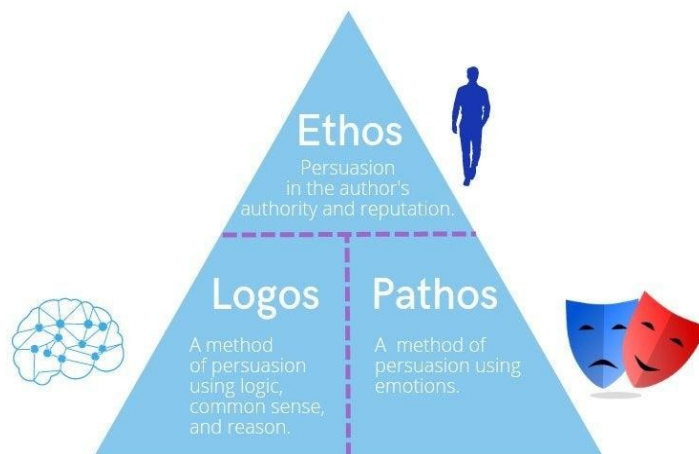 Ethos
Persuasion
in the author's
authority and reputation.
Logos
A method
of persuasion
using logic,
common sense,
and reason.
Pathos
A method of
persuasion using
emotions.